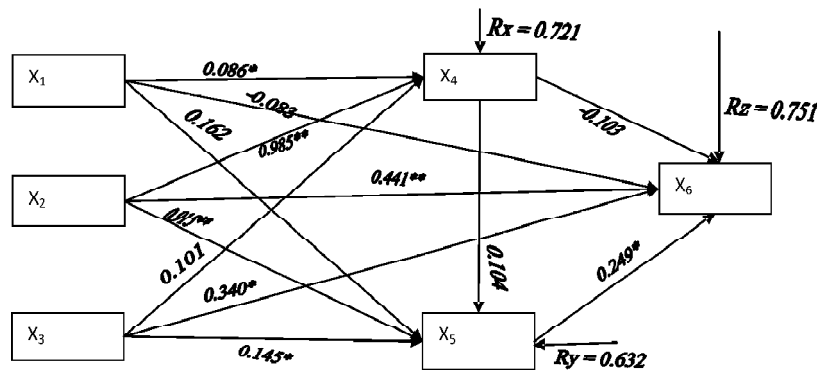 Rx = 0.721
X₁
0.086*
X₄
-0.083
0.162
-0.103
Rz = 0.751
0.985**
X₂
0.441**
X₆
0.101
0.104
0.249*
0.340*
X₃
X₅
0.145*
Ry = 0.632